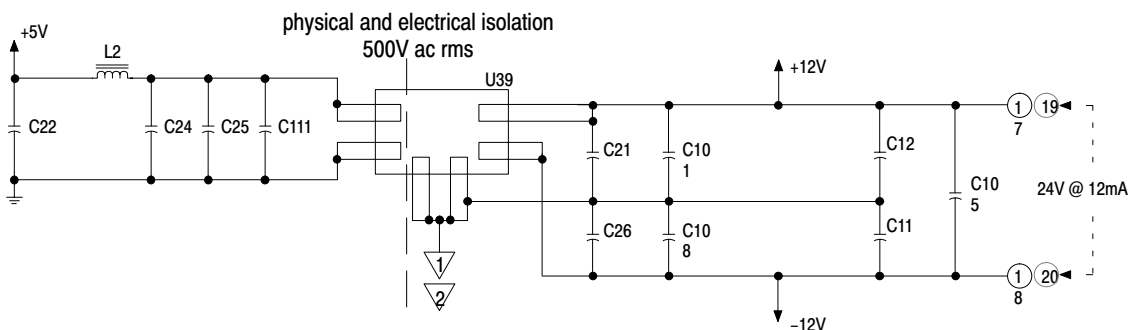 physical and electrical isolation
500V ac rms
+5V
L2
U39
+12V
C22
C24
C25
C111
C21
C10
1
C12
C10
5
1
7
19
24V @ 12mA
C26
C10
8
C11
1
2
1
8
20
−12V